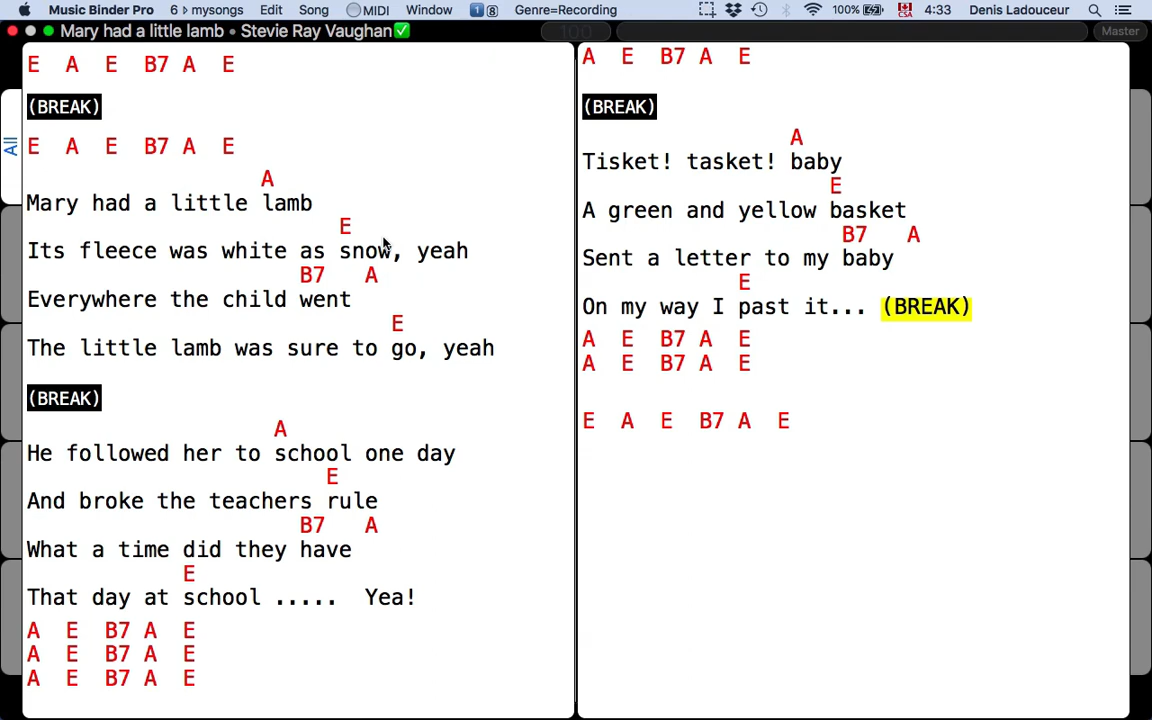 Music Binder Pro 6 mysongs Edit Song MIDI Window 1 8 Genre=Recording 100% 4:33 Denis Ladouceur
Mary had a little lamb • Stevie Ray Vaughan✅ 100 Master
All
E A E B7 A E
(BREAK)
E A E B7 A E
A
Mary had a little lamb
E
Its fleece was white as snow, yeah
B7 A
Everywhere the child went
E
The little lamb was sure to go, yeah
(BREAK)
A
He followed her to school one day
E
And broke the teachers rule
B7 A
What a time did they have
E
That day at school ..... Yea!
A E B7 A E
A E B7 A E
A E B7 A E
A E B7 A E
(BREAK)
A
Tisket! tasket! baby
E
A green and yellow basket
B7 A
Sent a letter to my baby
E
On my way I past it... (BREAK)
A E B7 A E
A E B7 A E
E A E B7 A E